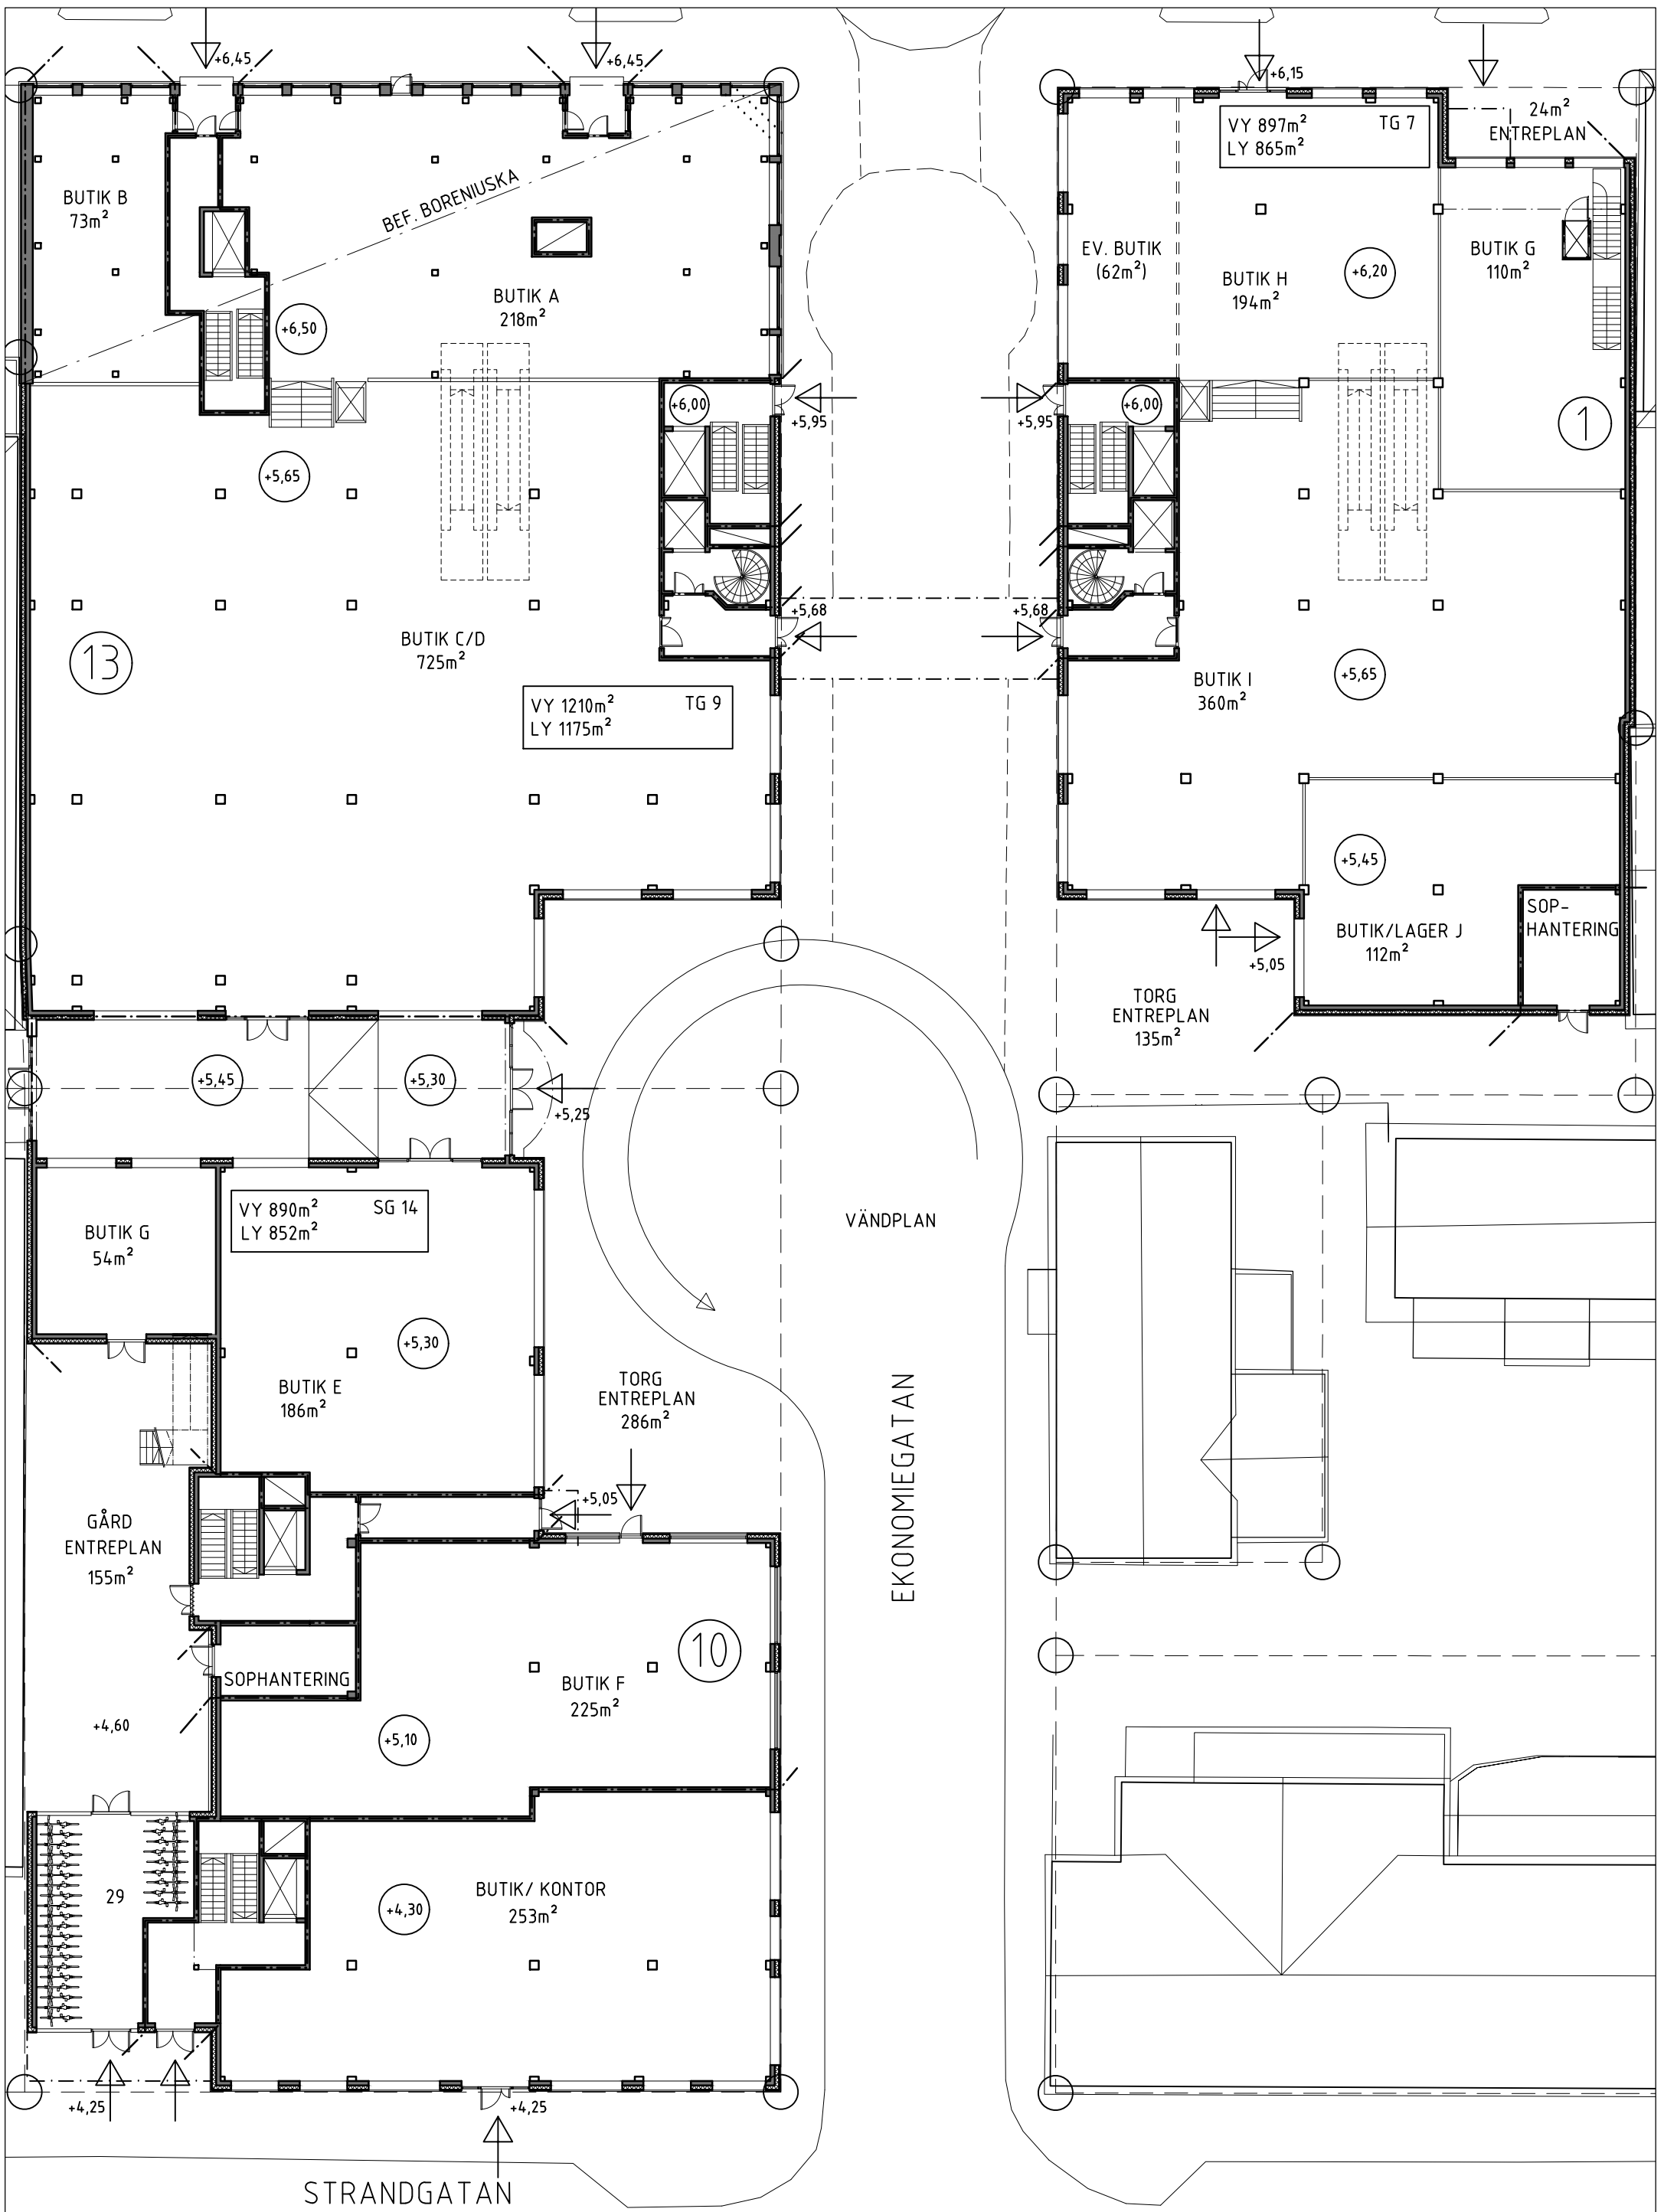 +6,45
+6,45
+6,15
24m²
ENTREPLAN
VY 897m² TG 7
LY 865m²
BUTIK B
73m²
BEF. BORENIUSKA
BUTIK A
218m²
+6,50
EV. BUTIK
(62m²)
BUTIK H
194m²
+6,20
BUTIK G
110m²
+6,00
+5,95
+5,95
+6,00
1
+5,65
13
BUTIK C/D
725m²
+5,68
+5,68
VY 1210m² TG 9
LY 1175m²
BUTIK I
360m²
+5,65
+5,45
BUTIK/LAGER J
112m²
SOP-
HANTERING
+5,05
TORG
ENTREPLAN
135m²
+5,45
+5,30
+5,25
BUTIK G
54m²
VY 890m² SG 14
LY 852m²
VÄNDPLAN
+5,30
BUTIK E
186m²
TORG
ENTREPLAN
286m²
EKONOMIEGATAN
+5,05
GÅRD
ENTREPLAN
155m²
SOPHANTERING
10
BUTIK F
225m²
+4,60
+5,10
29
BUTIK/ KONTOR
253m²
+4,30
+4,25
+4,25
STRANDGATAN